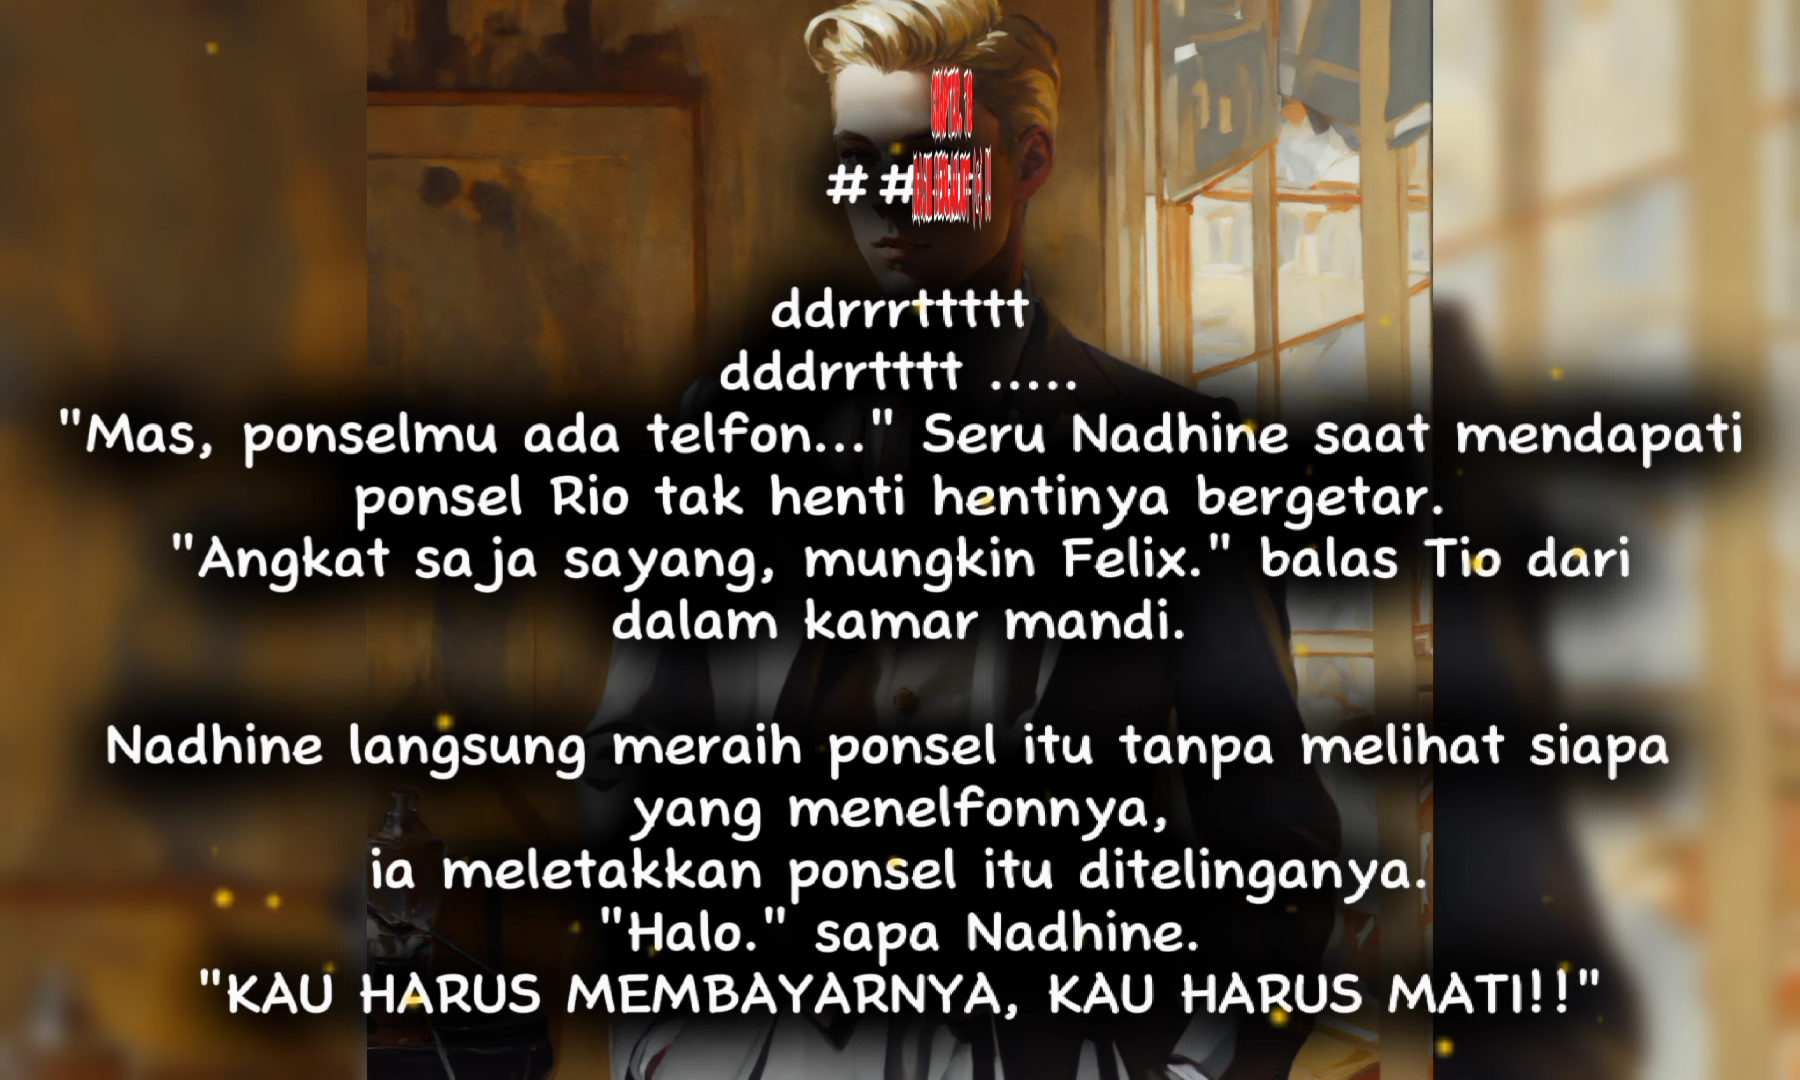 ##
ddrrrttttt
dddrrtttt .....
"Mas, ponselmu ada telfon..." Seru Nadhine saat mendapati
ponsel Rio tak henti hentinya bergetar.
"Angkat saja sayang, mungkin Felix." balas Tio dari
dalam kamar mandi.
Nadhine langsung meraih ponsel itu tanpa melihat siapa
yang menelfonnya,
ia meletakkan ponsel itu ditelinganya.
"Halo." sapa Nadhine.
"KAU HARUS MEMBAYARNYA, KAU HARUS MATI!!"